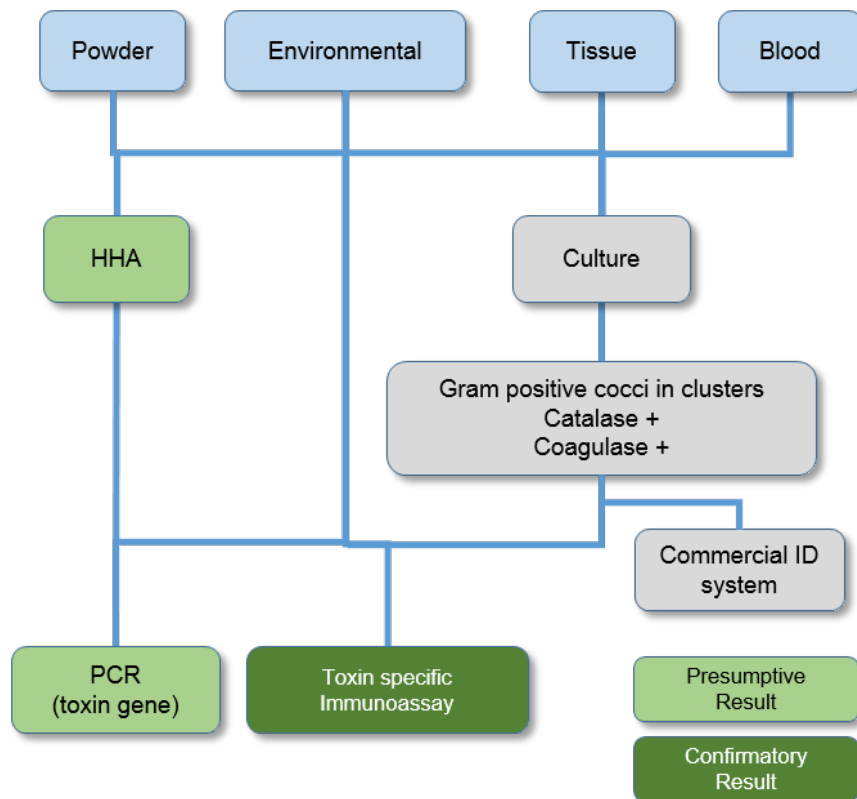 Powder
Environmental
Tissue
Blood
HHA
Culture
Gram positive cocci in clusters
Catalase +
Coagulase +
Commercial ID
system
PCR
(toxin gene)
Toxin specific
Immunoassay
Presumptive
Result
Confirmatory
Result